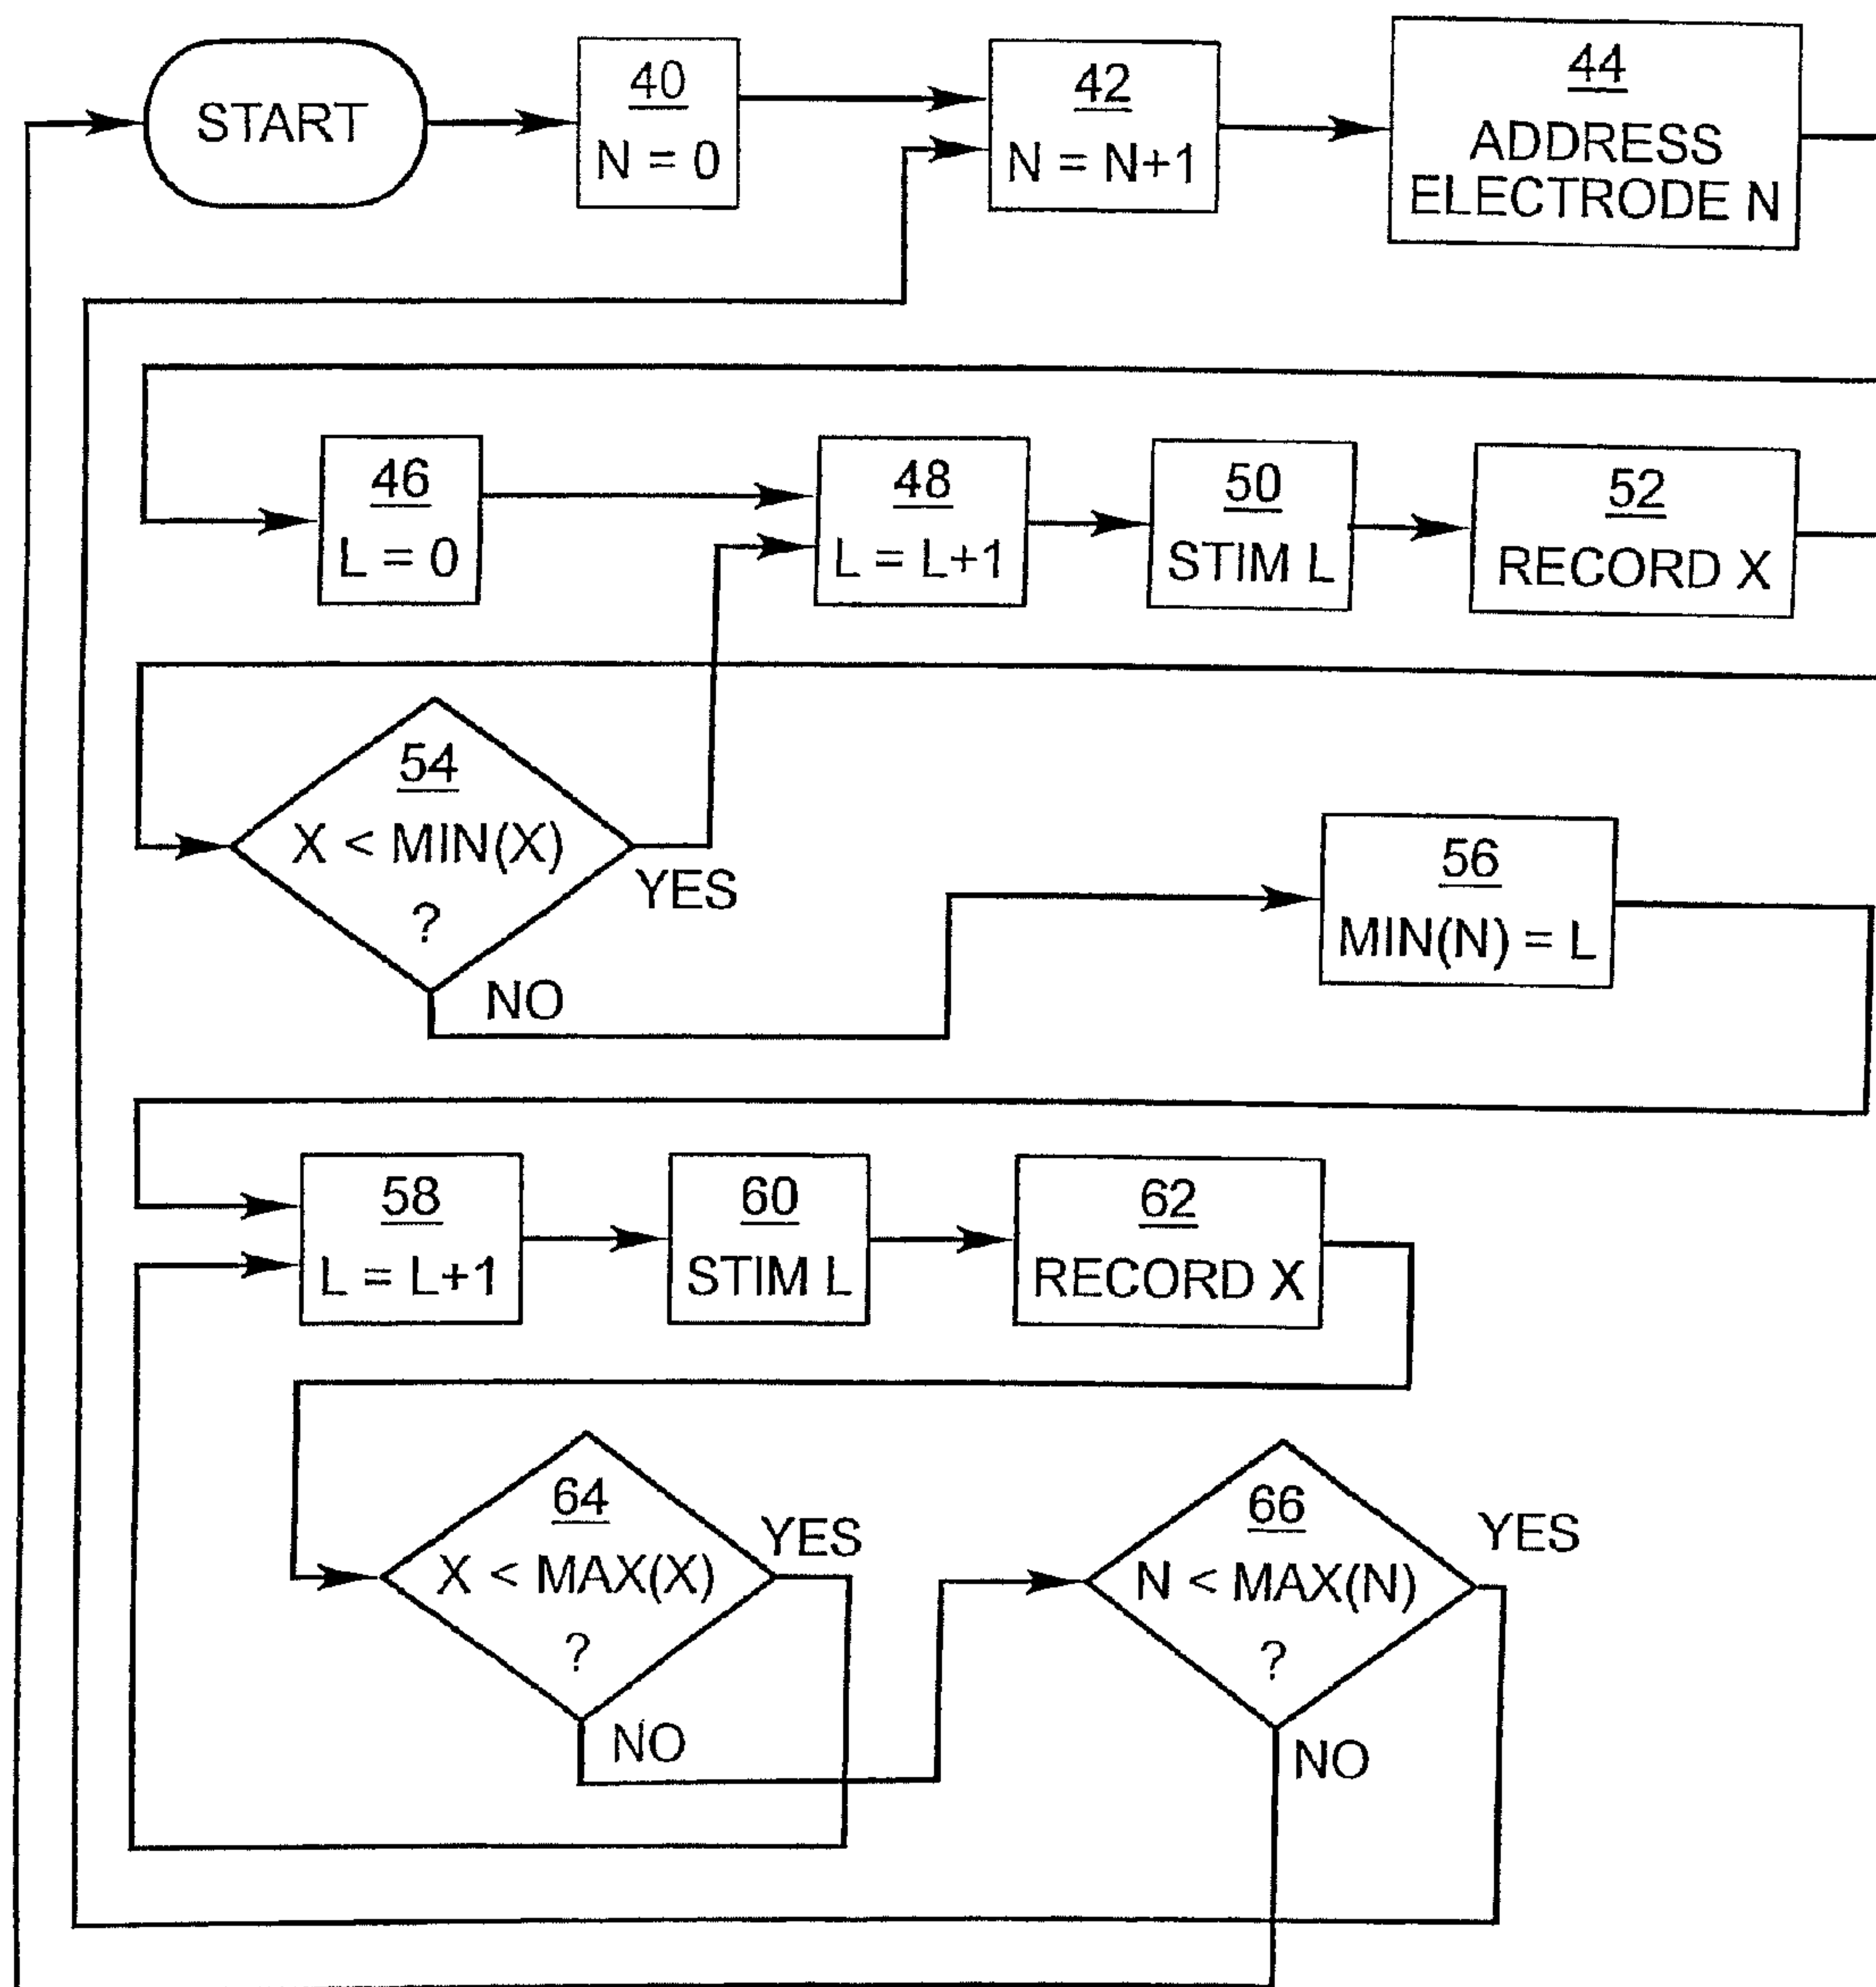 START
40
N = 0
42
N = N+1
44
ADDRESS
ELECTRODE N
46
L = 0
48
L = L+1
50
STIM L
52
RECORD X
54
X < MIN(X)
?
YES
NO
56
MIN(N) = L
58
L = L+1
60
STIM L
62
RECORD X
64
X < MAX(X)
?
YES
NO
66
N < MAX(N)
?
YES
NO